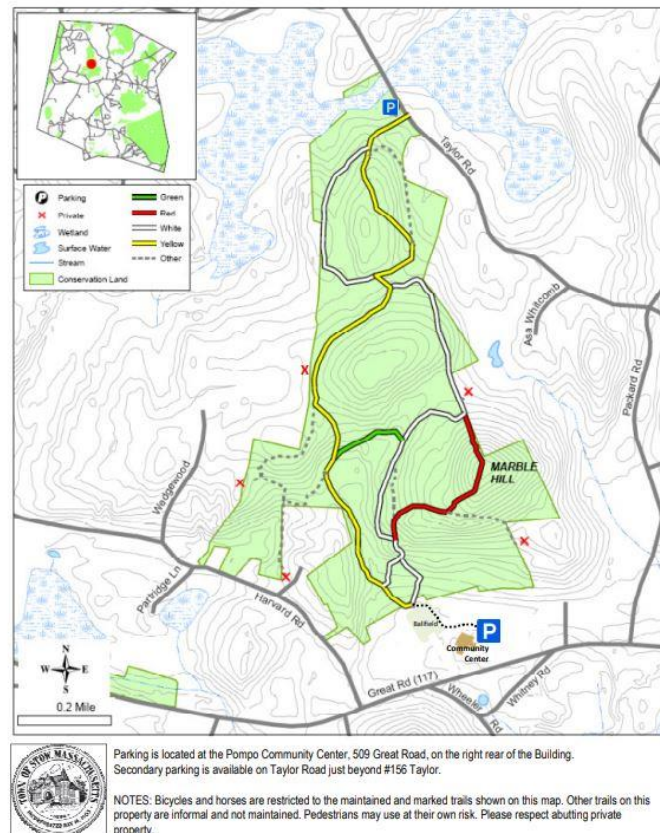 P
Taylor Rd
Parking
Private
Wetland
Surface Water
Stream
Conservation Land
Green
Red
White
Yellow
Other
Asa Whitcomb
Packard Rd
X
X
MARBLE
HILL
Wedgewood
X
X
X
Partridge Ln
Harvard Rd
Ballfield
P
Community
Center
N
W E
S
0.2 Mile
Great Rd (117)
Wheeler Rd
Whitney Rd
TOWN OF STOW MASSACHUSETTS
Parking is located at the Pompo Community Center, 509 Great Road, on the right rear of the Building.
Secondary parking is available on Taylor Road just beyond #156 Taylor.
NOTES: Bicycles and horses are restricted to the maintained and marked trails shown on this map. Other trails on this
property are informal and not maintained. Pedestrians may use at their own risk. Please respect abutting private
property.